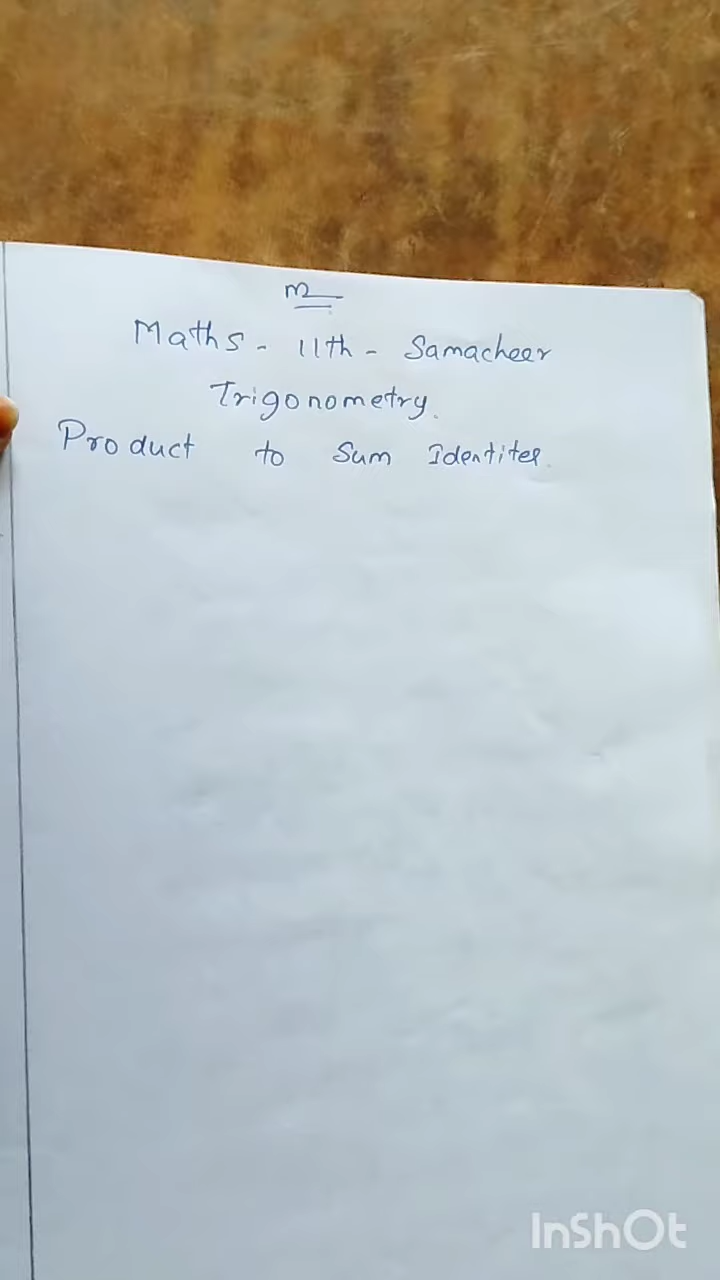 Maths - 11th - Samacheer
Trigonometry.
Product to Sum Identites.
InShOt